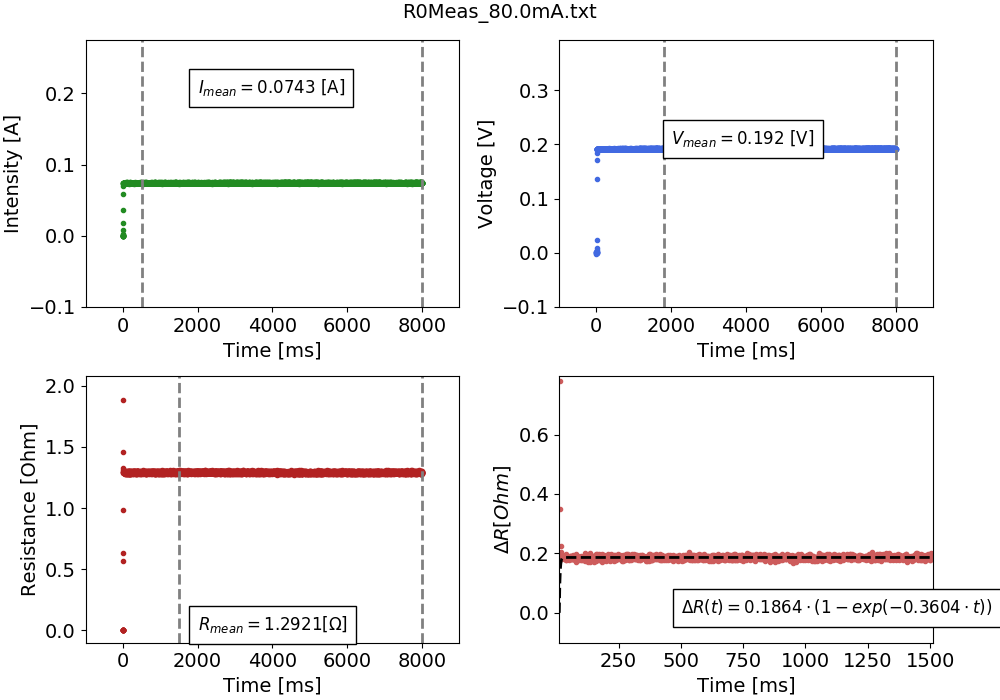 R0Meas_80.0mA.txt
Intensity [A]
0.2
0.1
0.0
−0.1
I_mean = 0.0743 [A]
0 2000 4000 6000 8000
Time [ms]
Voltage [V]
0.3
0.2
0.1
0.0
−0.1
V_mean = 0.192 [V]
0 2000 4000 6000 8000
Time [ms]
Resistance [Ohm]
2.0
1.5
1.0
0.5
0.0
R_mean = 1.2921[Ω]
0 2000 4000 6000 8000
Time [ms]
ΔR[Ohm]
0.6
0.4
0.2
0.0
ΔR(t) = 0.1864 · (1 − exp(−0.3604 · t))
250 500 750 1000 1250 1500
Time [ms]